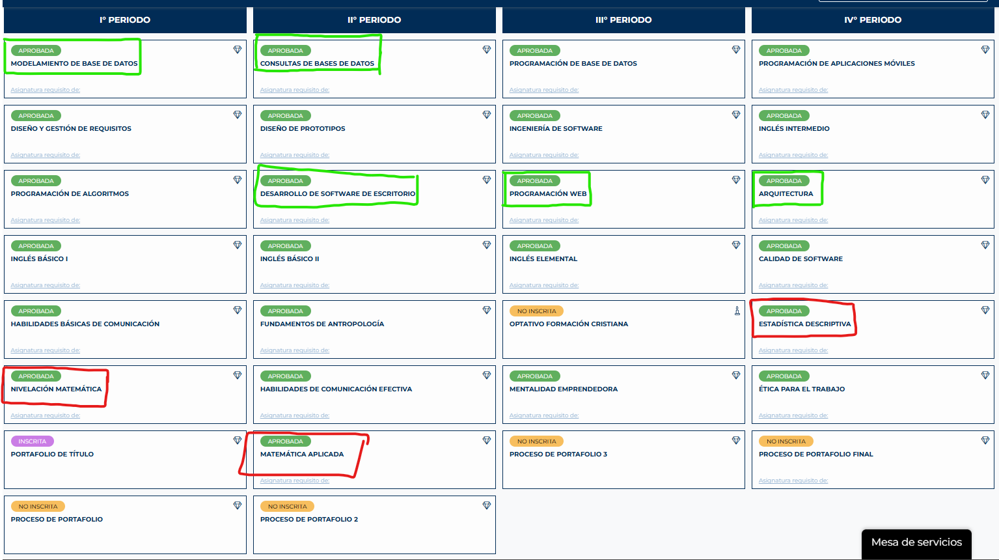 I° PERIODO
II° PERIODO
III° PERIODO
IV° PERIODO
APROBADA
MODELAMIENTO DE BASE DE DATOS
Asignatura requisito de:
APROBADA
CONSULTAS DE BASES DE DATOS
Asignatura requisito de:
APROBADA
PROGRAMACIÓN DE BASE DE DATOS
Asignatura requisito de:
APROBADA
PROGRAMACIÓN DE APLICACIONES MÓVILES
Asignatura requisito de:
APROBADA
DISEÑO Y GESTIÓN DE REQUISITOS
Asignatura requisito de:
APROBADA
DISEÑO DE PROTOTIPOS
Asignatura requisito de:
APROBADA
INGENIERÍA DE SOFTWARE
Asignatura requisito de:
APROBADA
INGLÉS INTERMEDIO
Asignatura requisito de:
APROBADA
PROGRAMACIÓN DE ALGORITMOS
Asignatura requisito de:
APROBADA
DESARROLLO DE SOFTWARE DE ESCRITORIO
Asignatura requisito de:
APROBADA
PROGRAMACIÓN WEB
Asignatura requisito de:
APROBADA
ARQUITECTURA
Asignatura requisito de:
APROBADA
INGLÉS BÁSICO I
Asignatura requisito de:
APROBADA
INGLÉS BÁSICO II
Asignatura requisito de:
APROBADA
INGLÉS ELEMENTAL
Asignatura requisito de:
APROBADA
CALIDAD DE SOFTWARE
Asignatura requisito de:
APROBADA
HABILIDADES BÁSICAS DE COMUNICACIÓN
Asignatura requisito de:
APROBADA
FUNDAMENTOS DE ANTROPOLOGÍA
Asignatura requisito de:
NO INSCRITA
OPTATIVO FORMACIÓN CRISTIANA
APROBADA
ESTADÍSTICA DESCRIPTIVA
Asignatura requisito de:
APROBADA
NIVELACIÓN MATEMÁTICA
Asignatura requisito de:
APROBADA
HABILIDADES DE COMUNICACIÓN EFECTIVA
Asignatura requisito de:
APROBADA
MENTALIDAD EMPRENDEDORA
Asignatura requisito de:
APROBADA
ÉTICA PARA EL TRABAJO
Asignatura requisito de:
INSCRITA
PORTAFOLIO DE TÍTULO
APROBADA
MATEMÁTICA APLICADA
Asignatura requisito de:
NO INSCRITA
PROCESO DE PORTAFOLIO 3
NO INSCRITA
PROCESO DE PORTAFOLIO FINAL
Asignatura requisito de:
NO INSCRITA
PROCESO DE PORTAFOLIO
NO INSCRITA
PROCESO DE PORTAFOLIO 2
Mesa de servicios